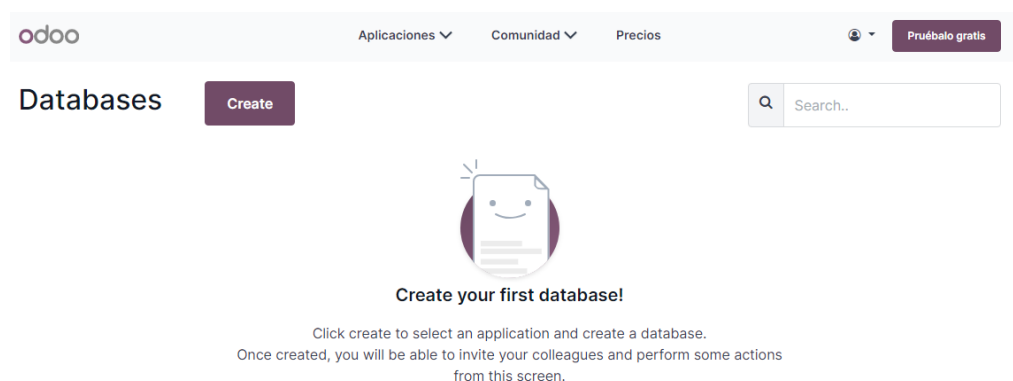 odoo
Aplicaciones
Comunidad
Precios
Pruébalo gratis
Databases
Create
Search..
Create your first database!
Click create to select an application and create a database.
Once created, you will be able to invite your colleagues and perform some actions
from this screen.